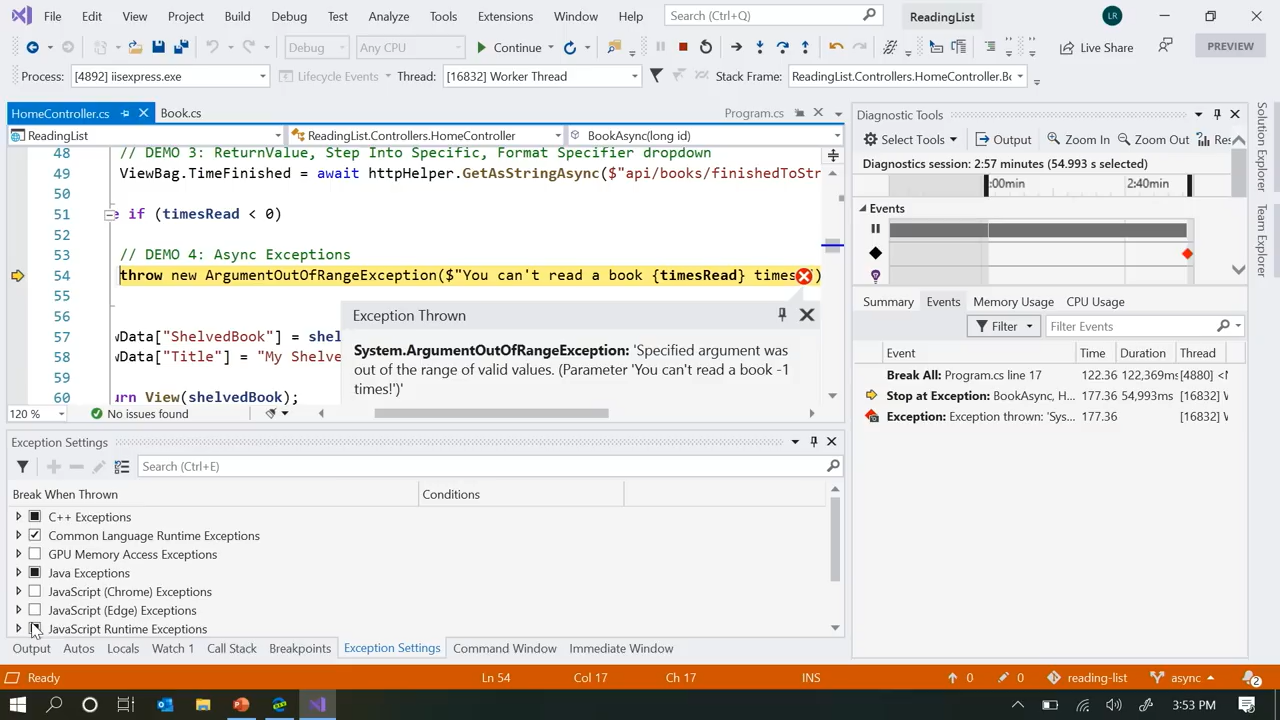 File Edit View Project Build Debug Test Analyze Tools Extensions Window Help Search (Ctrl+Q) ReadingList LR
Debug Any CPU Continue Live Share PREVIEW
Process: [4892] iisexpress.exe Lifecycle Events Thread: [16832] Worker Thread Stack Frame: ReadingList.Controllers.HomeController.Bo
HomeController.cs Book.cs Program.cs
ReadingList ReadingList.Controllers.HomeController BookAsync(long id)
48 // DEMO 3: ReturnValue, Step Into Specific, Format Specifier dropdown
49 ViewBag.TimeFinished = await httpHelper.GetAsStringAsync($"api/books/finishedToStr
50
51 e if (timesRead < 0)
52
53 // DEMO 4: Async Exceptions
54 throw new ArgumentOutOfRangeException($"You can't read a book {timesRead} times
55
56
57 wData["ShelvedBook"] = shel
58 wData["Title"] = "My Shelve
59
60 urn View(shelvedBook);
Exception Thrown
System.ArgumentOutOfRangeException: 'Specified argument was
out of the range of valid values. (Parameter 'You can't read a book -1
times!')'
120 % No issues found
Exception Settings
Search (Ctrl+E)
Break When Thrown Conditions
C++ Exceptions
Common Language Runtime Exceptions
GPU Memory Access Exceptions
Java Exceptions
JavaScript (Chrome) Exceptions
JavaScript (Edge) Exceptions
JavaScript Runtime Exceptions
Output Autos Locals Watch 1 Call Stack Breakpoints Exception Settings Command Window Immediate Window
Diagnostic Tools
Select Tools Output Zoom In Zoom Out Res
Diagnostics session: 2:57 minutes (54.993 s selected)
:00min 2:40min
Events
Summary Events Memory Usage CPU Usage
Filter Filter Events
Event Time Duration Thread
Break All: Program.cs line 17 122.36 122,369ms [4880] <N
Stop at Exception: BookAsync, H 177.36 54,993ms [16832] W
Exception: Exception thrown: 'Sys... 177.36 [16832] W
Solution Explorer
Team Explorer
Ready Ln 54 Col 17 Ch 17 INS 0 0 reading-list async 2
3:53 PM